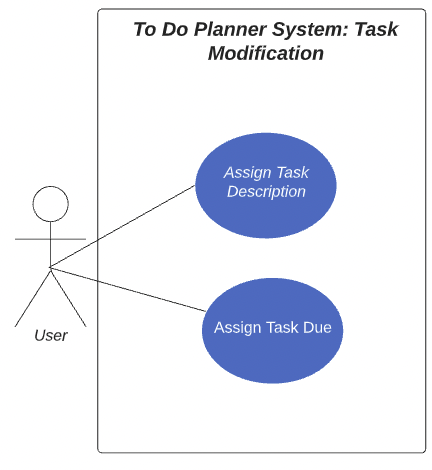 To Do Planner System: Task
Modification
Assign Task
Description
Assign Task Due
User